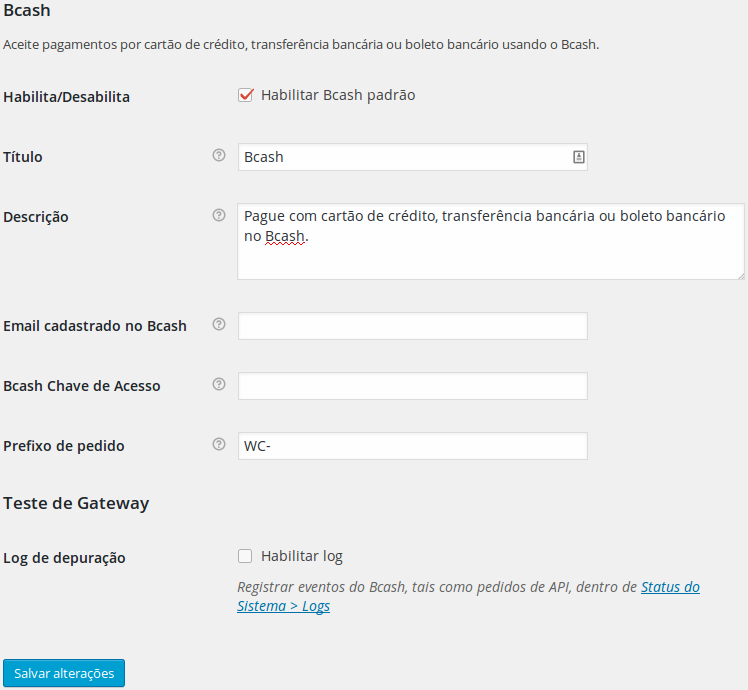 Bcash
Aceite pagamentos por cartão de crédito, transferência bancária ou boleto bancário usando o Bcash.
Habilita/Desabilita
Habilitar Bcash padrão
Título
?
Bcash
Descrição
?
Pague com cartão de crédito, transferência bancária ou boleto bancário
no Bcash.
Email cadastrado no Bcash
?
Bcash Chave de Acesso
?
Prefixo de pedido
?
WC-
Teste de Gateway
Log de depuração
Habilitar log
Registrar eventos do Bcash, tais como pedidos de API, dentro de Status do
Sistema > Logs
Salvar alterações